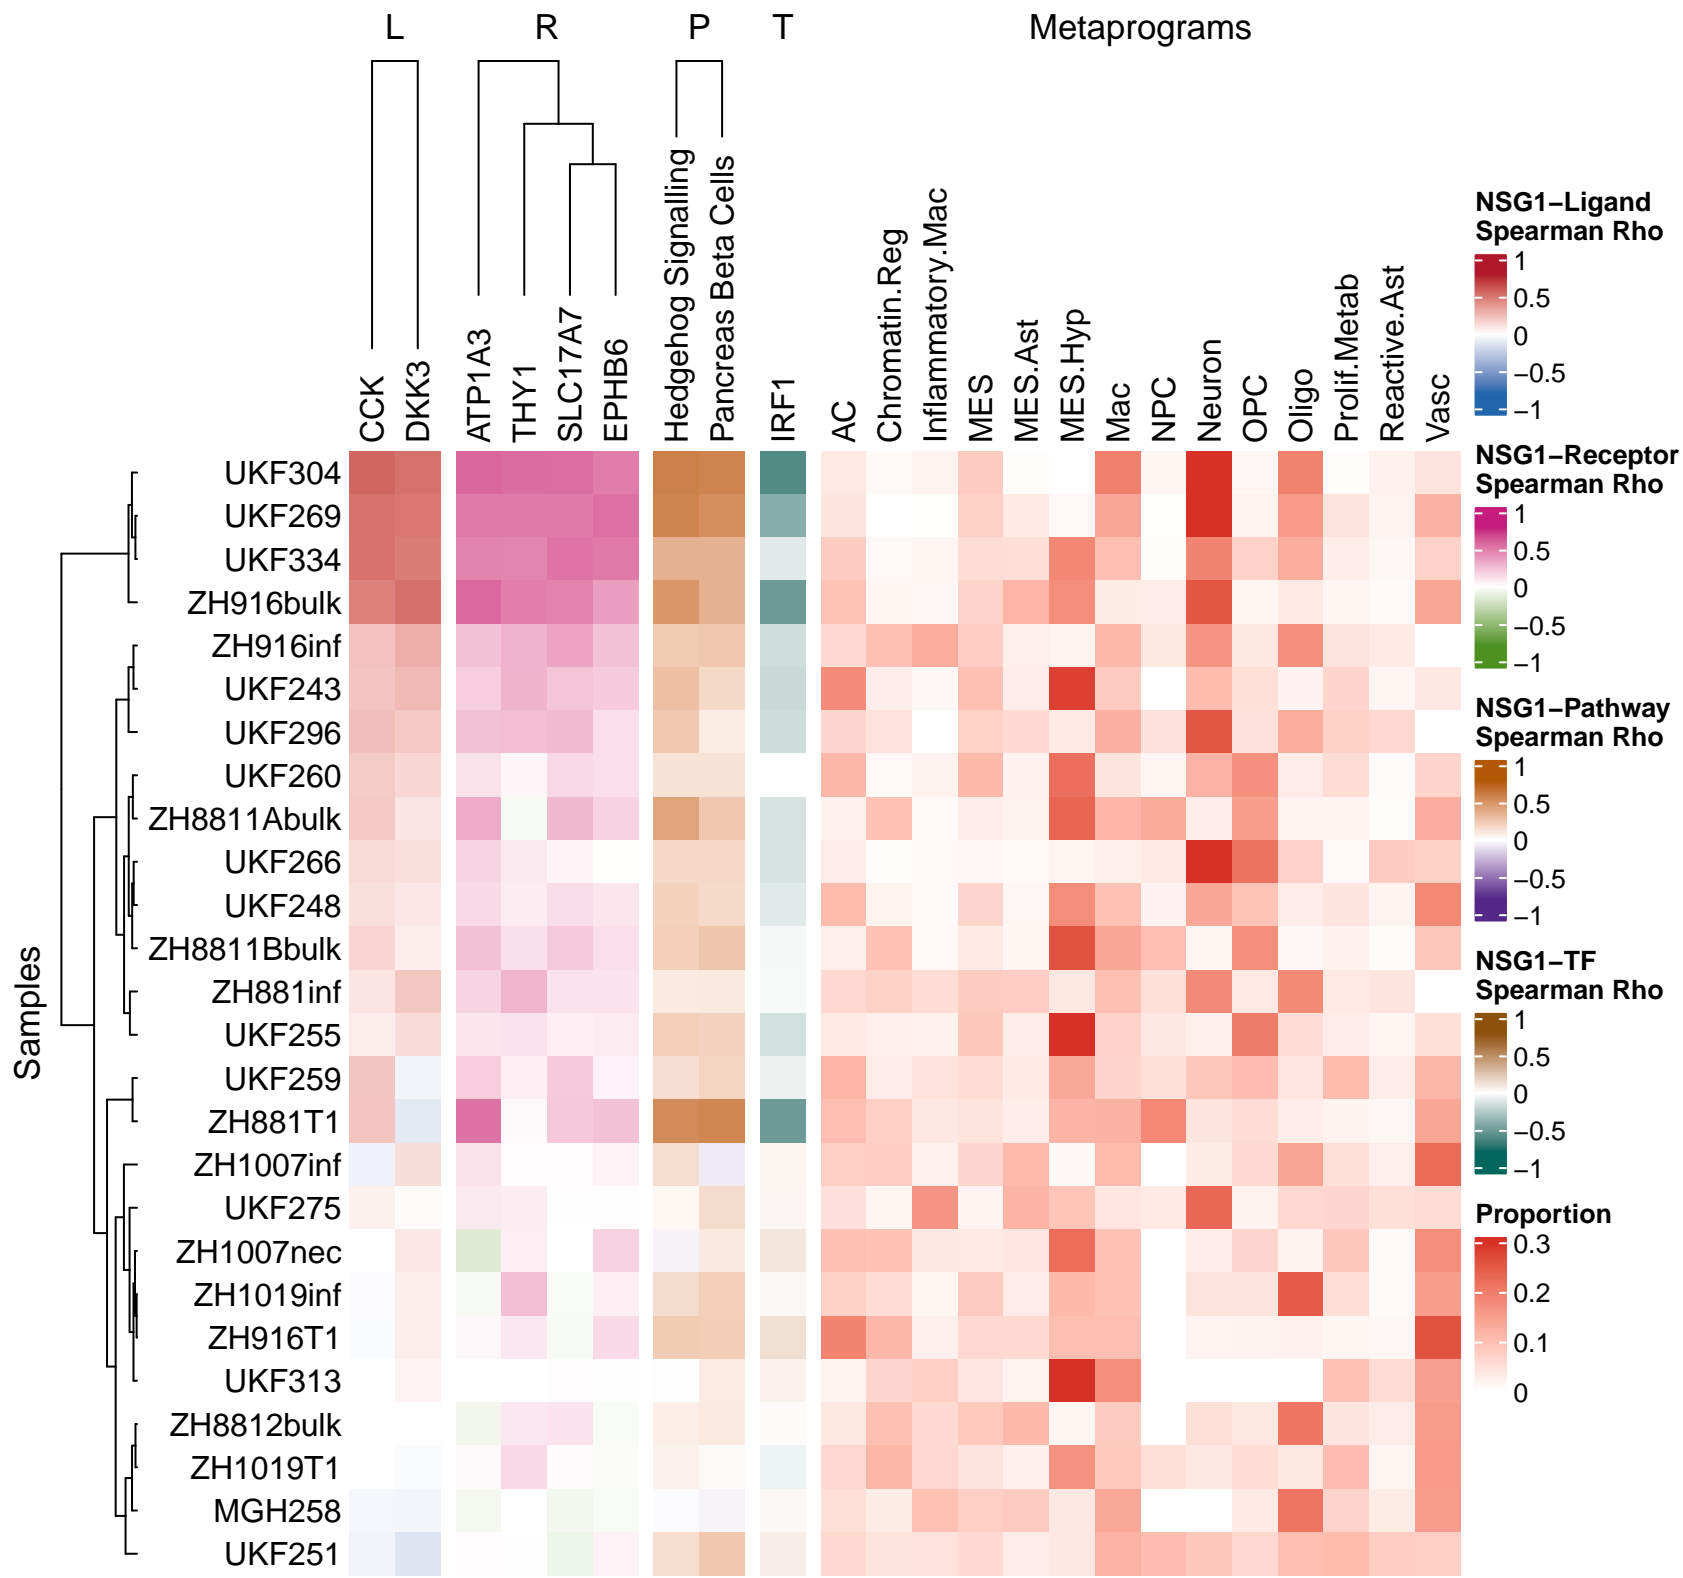 L R P T Metaprograms
CCK
DKK3
ATP1A3
THY1
SLC17A7
EPHB6
Hedgehog Signalling
Pancreas Beta Cells
IRF1
AC
Chromatin.Reg
Inflammatory.Mac
MES
MES.Ast
MES.Hyp
Mac
NPC
Neuron
OPC
Oligo
Prolif.Metab
Reactive.Ast
Vasc
Samples
UKF304
UKF269
UKF334
ZH916bulk
ZH916inf
UKF243
UKF296
UKF260
ZH8811Abulk
UKF266
UKF248
ZH8811Bbulk
ZH881inf
UKF255
UKF259
ZH881T1
ZH1007inf
UKF275
ZH1007nec
ZH1019inf
ZH916T1
UKF313
ZH8812bulk
ZH1019T1
MGH258
UKF251
NSG1−Ligand
Spearman Rho
1
0.5
0
−0.5
−1
NSG1−Receptor
Spearman Rho
1
0.5
0
−0.5
−1
NSG1−Pathway
Spearman Rho
1
0.5
0
−0.5
−1
NSG1−TF
Spearman Rho
1
0.5
0
−0.5
−1
Proportion
0.3
0.2
0.1
0